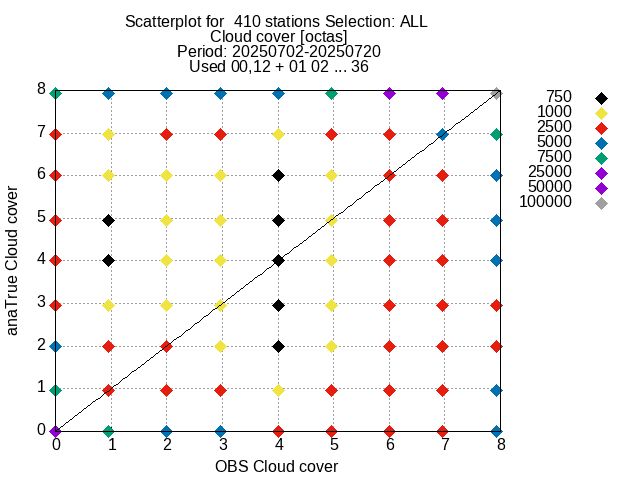 Scatterplot for  410 stations Selection: ALL
Cloud cover [octas]
Period: 20250702-20250720
Used 00,12 + 01 02 ... 36
8
7
6
5
4
3
2
1
0
anaTrue Cloud cover
0 1 2 3 4 5 6 7 8
OBS Cloud cover
750
1000
2500
5000
7500
25000
50000
100000